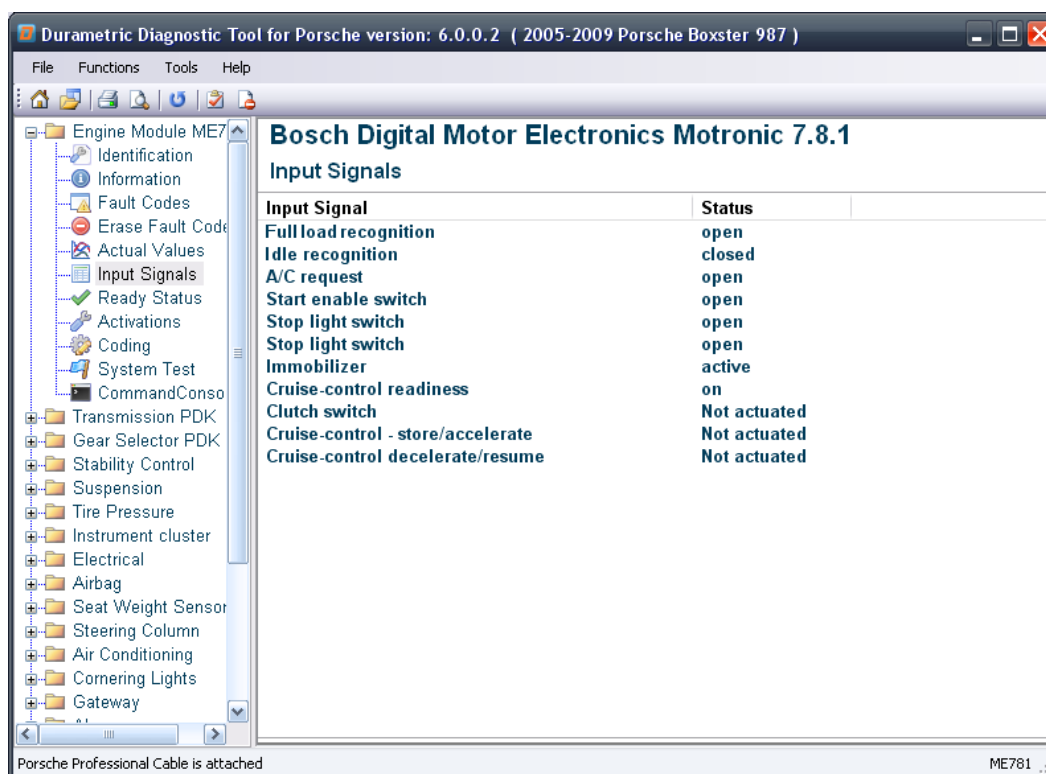 Durametric Diagnostic Tool for Porsche version: 6.0.0.2 ( 2005-2009 Porsche Boxster 987 )
File Functions Tools Help
Engine Module ME7
Identification
Information
Fault Codes
Erase Fault Code
Actual Values
Input Signals
Ready Status
Activations
Coding
System Test
CommandConso
Transmission PDK
Gear Selector PDK
Stability Control
Suspension
Tire Pressure
Instrument cluster
Electrical
Airbag
Seat Weight Sensor
Steering Column
Air Conditioning
Cornering Lights
Gateway
Bosch Digital Motor Electronics Motronic 7.8.1
Input Signals
Input Signal Status
Full load recognition open
Idle recognition closed
A/C request open
Start enable switch open
Stop light switch open
Stop light switch open
Immobilizer active
Cruise-control readiness on
Clutch switch Not actuated
Cruise-control - store/accelerate Not actuated
Cruise-control decelerate/resume Not actuated
Porsche Professional Cable is attached ME781